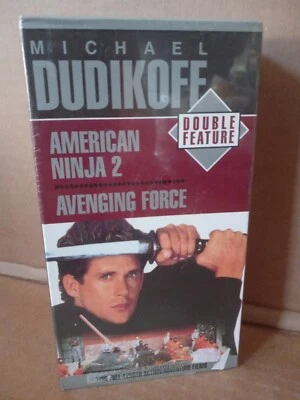 MICHAEL
DUDIKOFF
DOUBLE
FEATURE
AMERICAN
NINJA 2
AVENGING FORCE